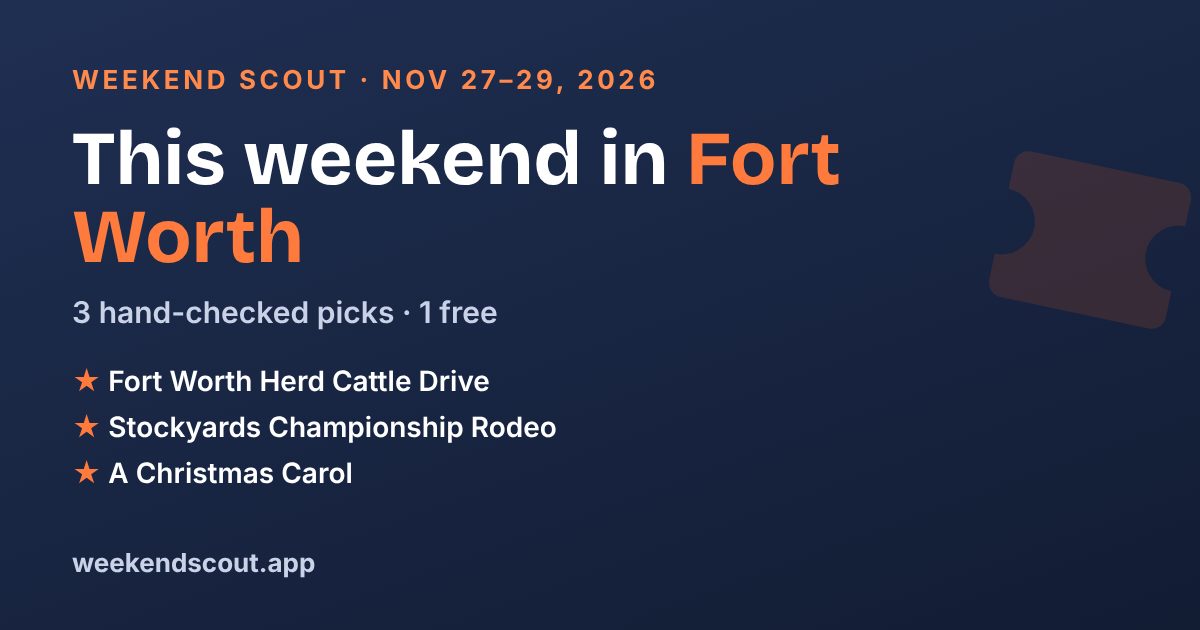 WEEKEND SCOUT · NOV 27–29, 2026
This weekend in Fort
Worth
3 hand-checked picks · 1 free
★ Fort Worth Herd Cattle Drive
★ Stockyards Championship Rodeo
★ A Christmas Carol
weekendscout.app